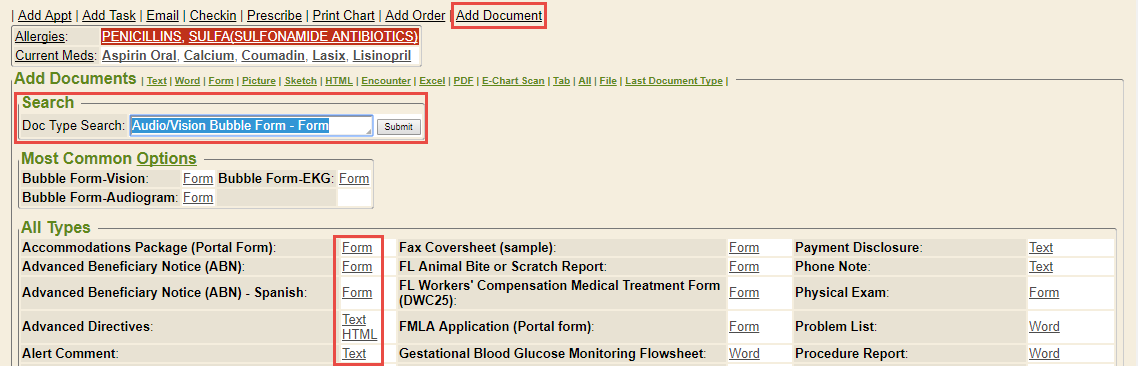 | Add Appt | Add Task | Email | Checkin | Prescribe | Print Chart | Add Order | Add Document
Allergies: PENICILLINS, SULFA(SULFONAMIDE ANTIBIOTICS)
Current Meds: Aspirin Oral, Calcium, Coumadin, Lasix, Lisinopril
Add Documents | Text | Word | Form | Picture | Sketch | HTML | Encounter | Excel | PDF | E-Chart Scan | Tab | All | File | Last Document Type |
Search
Doc Type Search: Audio/Vision Bubble Form - Form Submit
Most Common Options
Bubble Form-Vision: Form Bubble Form-EKG: Form
Bubble Form-Audiogram: Form
All Types
Accommodations Package (Portal Form): Form Fax Coversheet (sample): Form Payment Disclosure: Text
Advanced Beneficiary Notice (ABN): Form FL Animal Bite or Scratch Report: Form Phone Note: Text
Advanced Beneficiary Notice (ABN) - Spanish: Form FL Workers' Compensation Medical Treatment Form (DWC25): Form Physical Exam: Form
Advanced Directives: Text HTML FMLA Application (Portal form): Form Problem List: Word
Alert Comment: Text Gestational Blood Glucose Monitoring Flowsheet: Word Procedure Report: Word